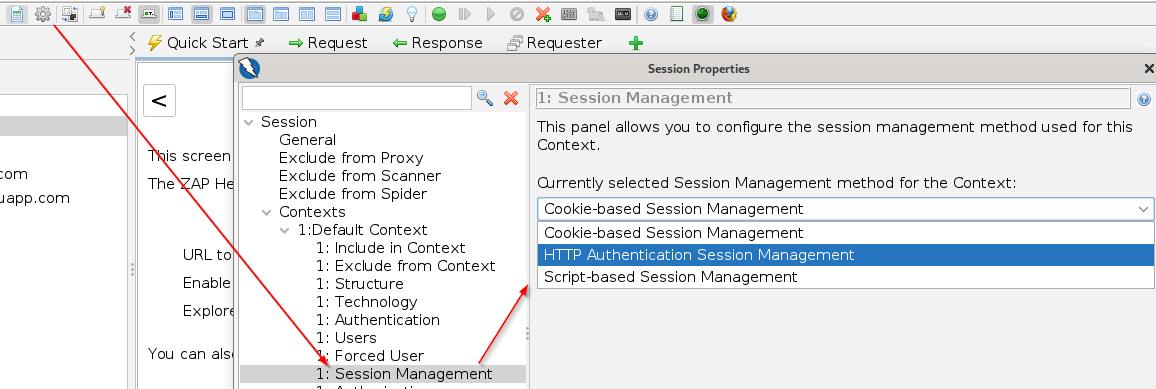 Quick Start
Request
Response
Requester
Session Properties
<
This screen
The ZAP He
com
uapp.com
URL to
Enable
Explore
You can als
Session
General
Exclude from Proxy
Exclude from Scanner
Exclude from Spider
Contexts
1:Default Context
1: Include in Context
1: Exclude from Context
1: Structure
1: Technology
1: Authentication
1: Users
1: Forced User
1: Session Management
1: Session Management
This panel allows you to configure the session management method used for this
Context.
Currently selected Session Management method for the Context:
Cookie-based Session Management
Cookie-based Session Management
HTTP Authentication Session Management
Script-based Session Management